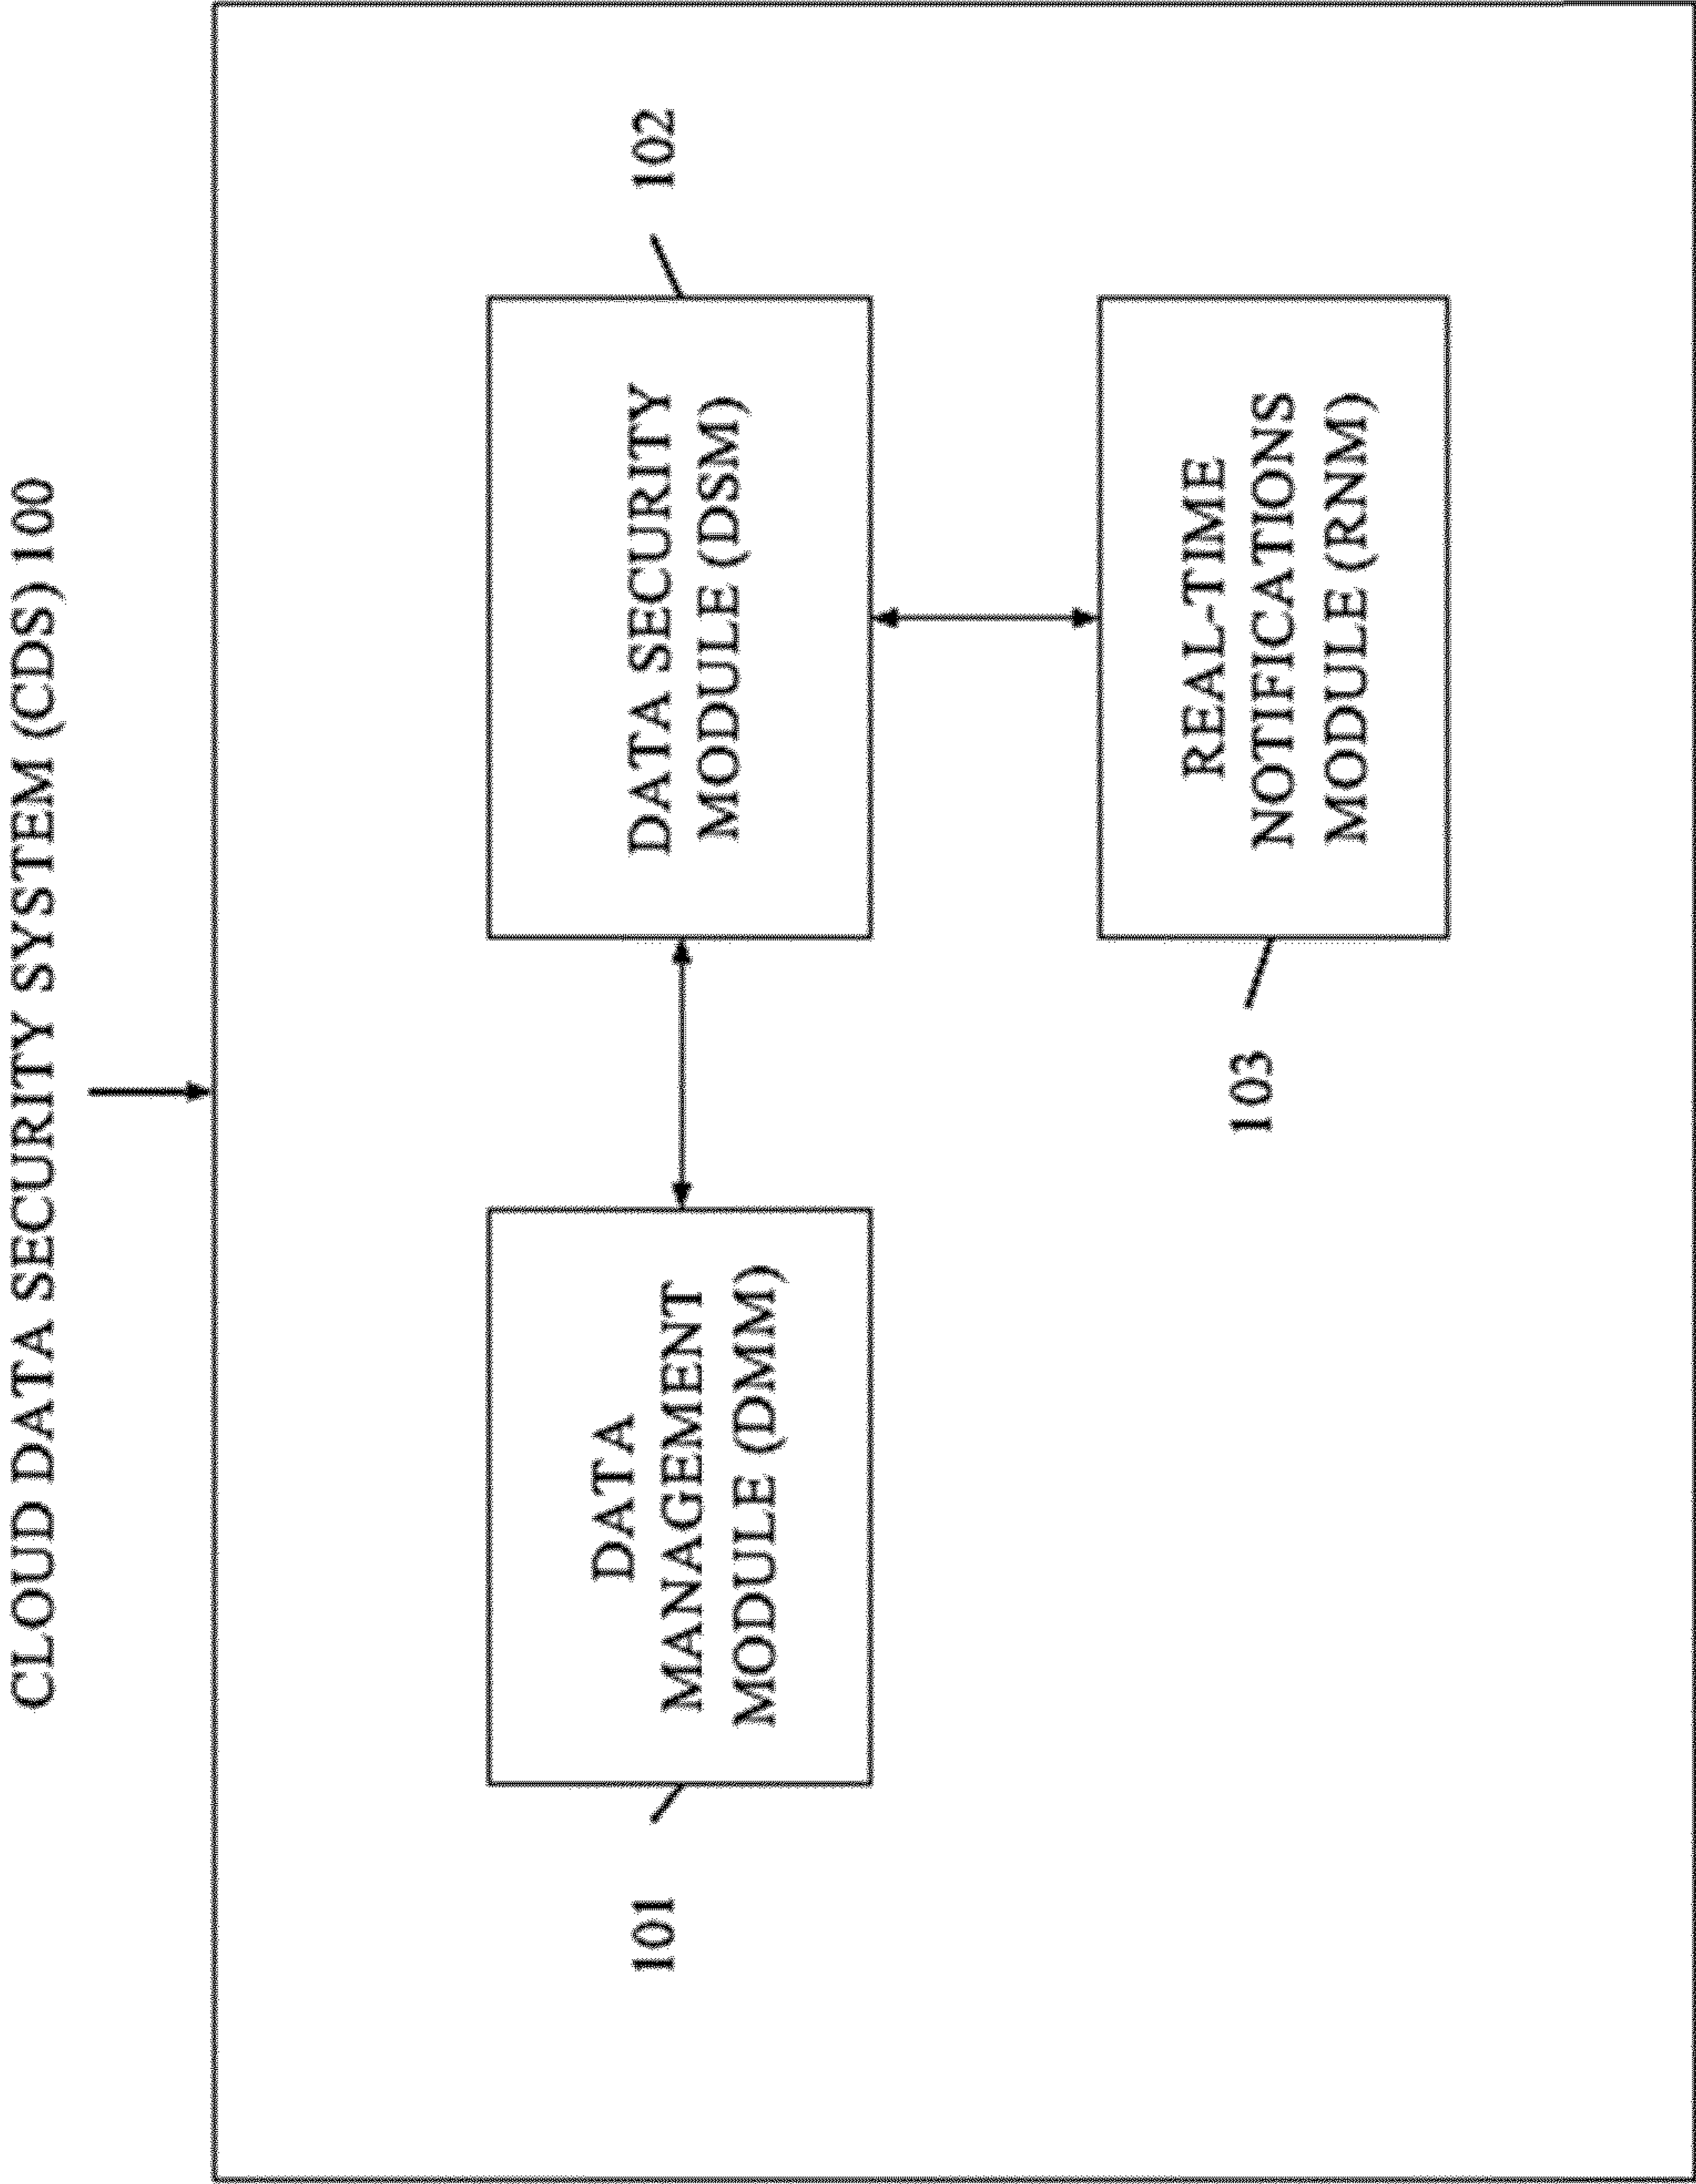 CLOUD DATA SECURITY SYSTEM (CDS) 100
101
DATA
MANAGEMENT
MODULE (DMM)
DATA SECURITY
MODULE (DSM)
102
103
REAL-TIME
NOTIFICATIONS
MODULE (RNM)